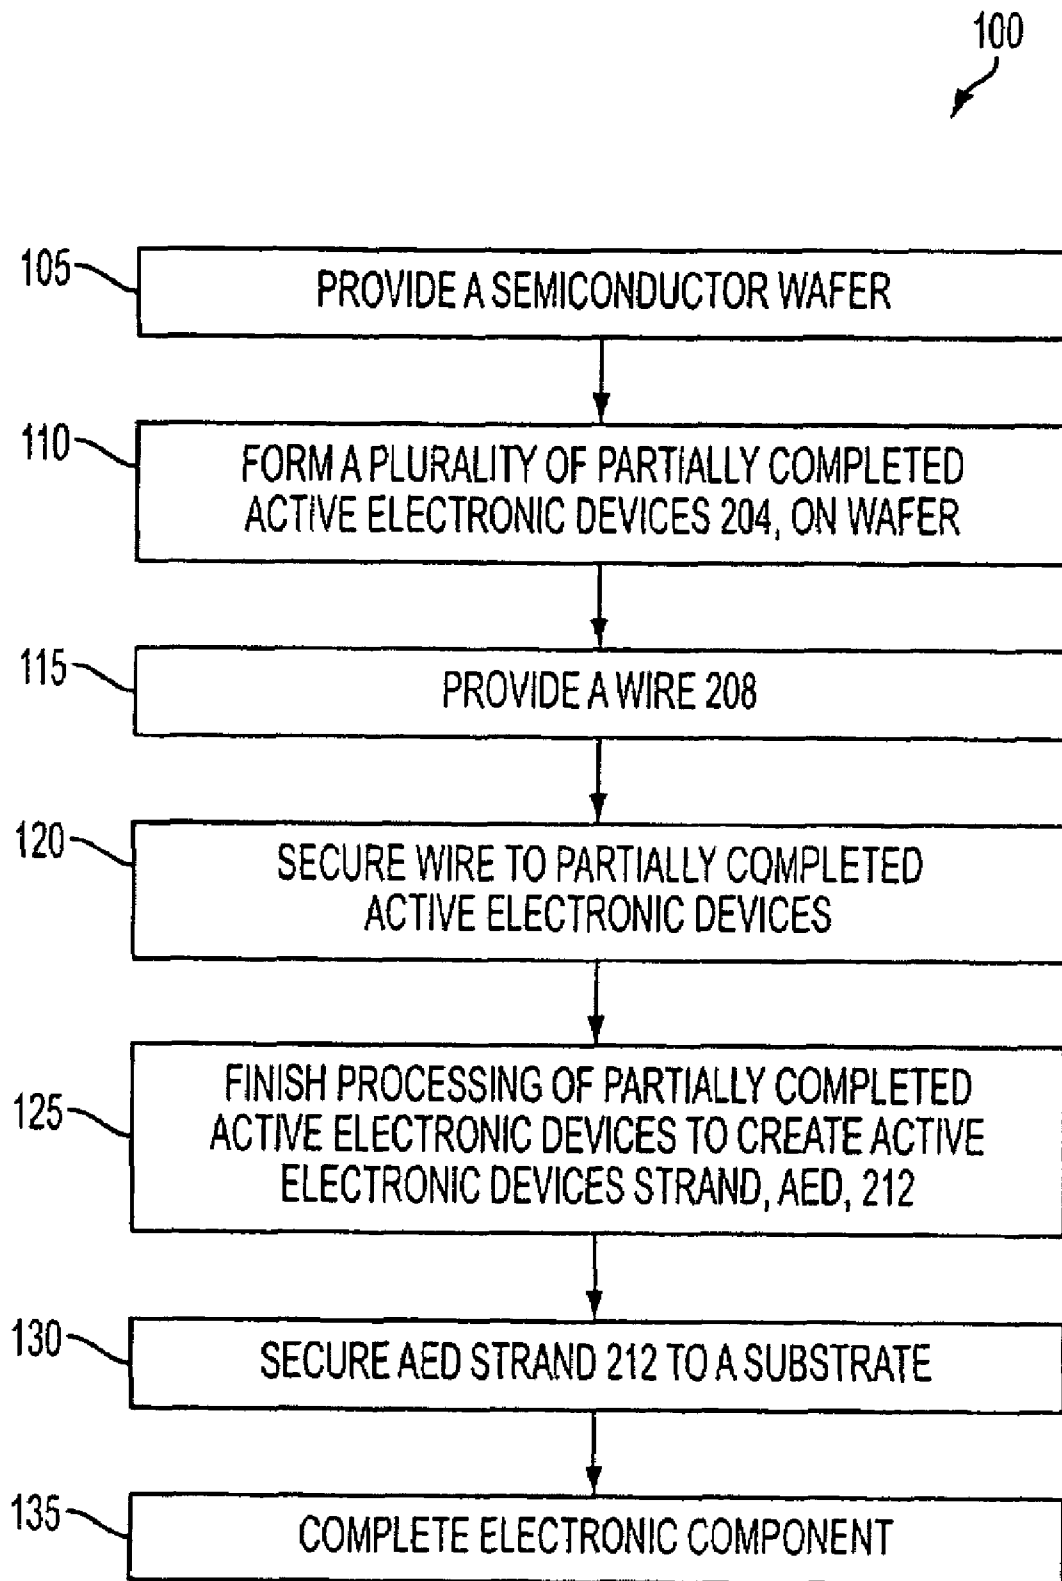 100
105
PROVIDE A SEMICONDUCTOR WAFER
110
FORM A PLURALITY OF PARTIALLY COMPLETED
ACTIVE ELECTRONIC DEVICES 204, ON WAFER
115
PROVIDE A WIRE 208
120
SECURE WIRE TO PARTIALLY COMPLETED
ACTIVE ELECTRONIC DEVICES
125
FINISH PROCESSING OF PARTIALLY COMPLETED
ACTIVE ELECTRONIC DEVICES TO CREATE ACTIVE
ELECTRONIC DEVICES STRAND, AED, 212
130
SECURE AED STRAND 212 TO A SUBSTRATE
135
COMPLETE ELECTRONIC COMPONENT